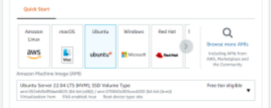 Quick Start
Amazon Linux
macOS
Ubuntu
Windows
Red Hat
aws
Mac
ubuntu
Microsoft
Red Hat
Browse more AMIs
Including AMIs from
AWS, Marketplace and
the Community
Amazon Machine Image (AMI)
Ubuntu Server 22.04 LTS (HVM), SSD Volume Type
Free tier eligible